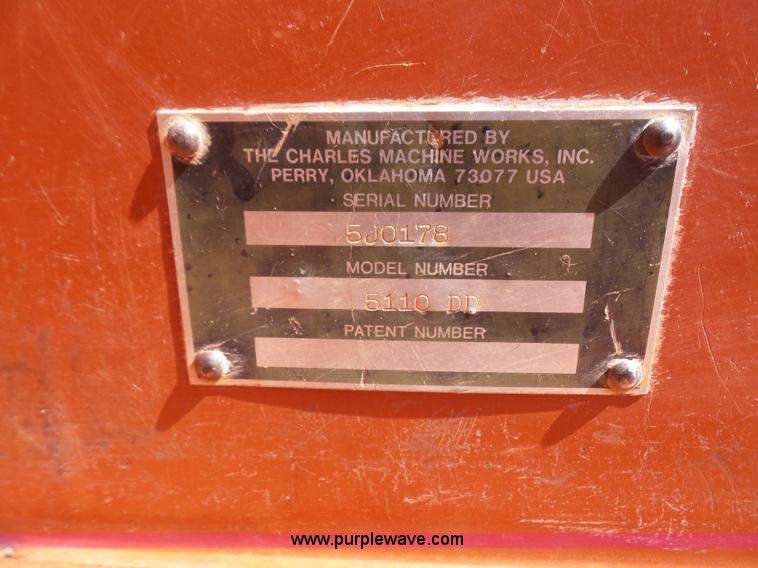 MANUFACTURED BY
THE CHARLES MACHINE WORKS, INC.
PERRY, OKLAHOMA 73077 USA
SERIAL NUMBER
5J0178
MODEL NUMBER
5110 DD
PATENT NUMBER
www.purplewave.com